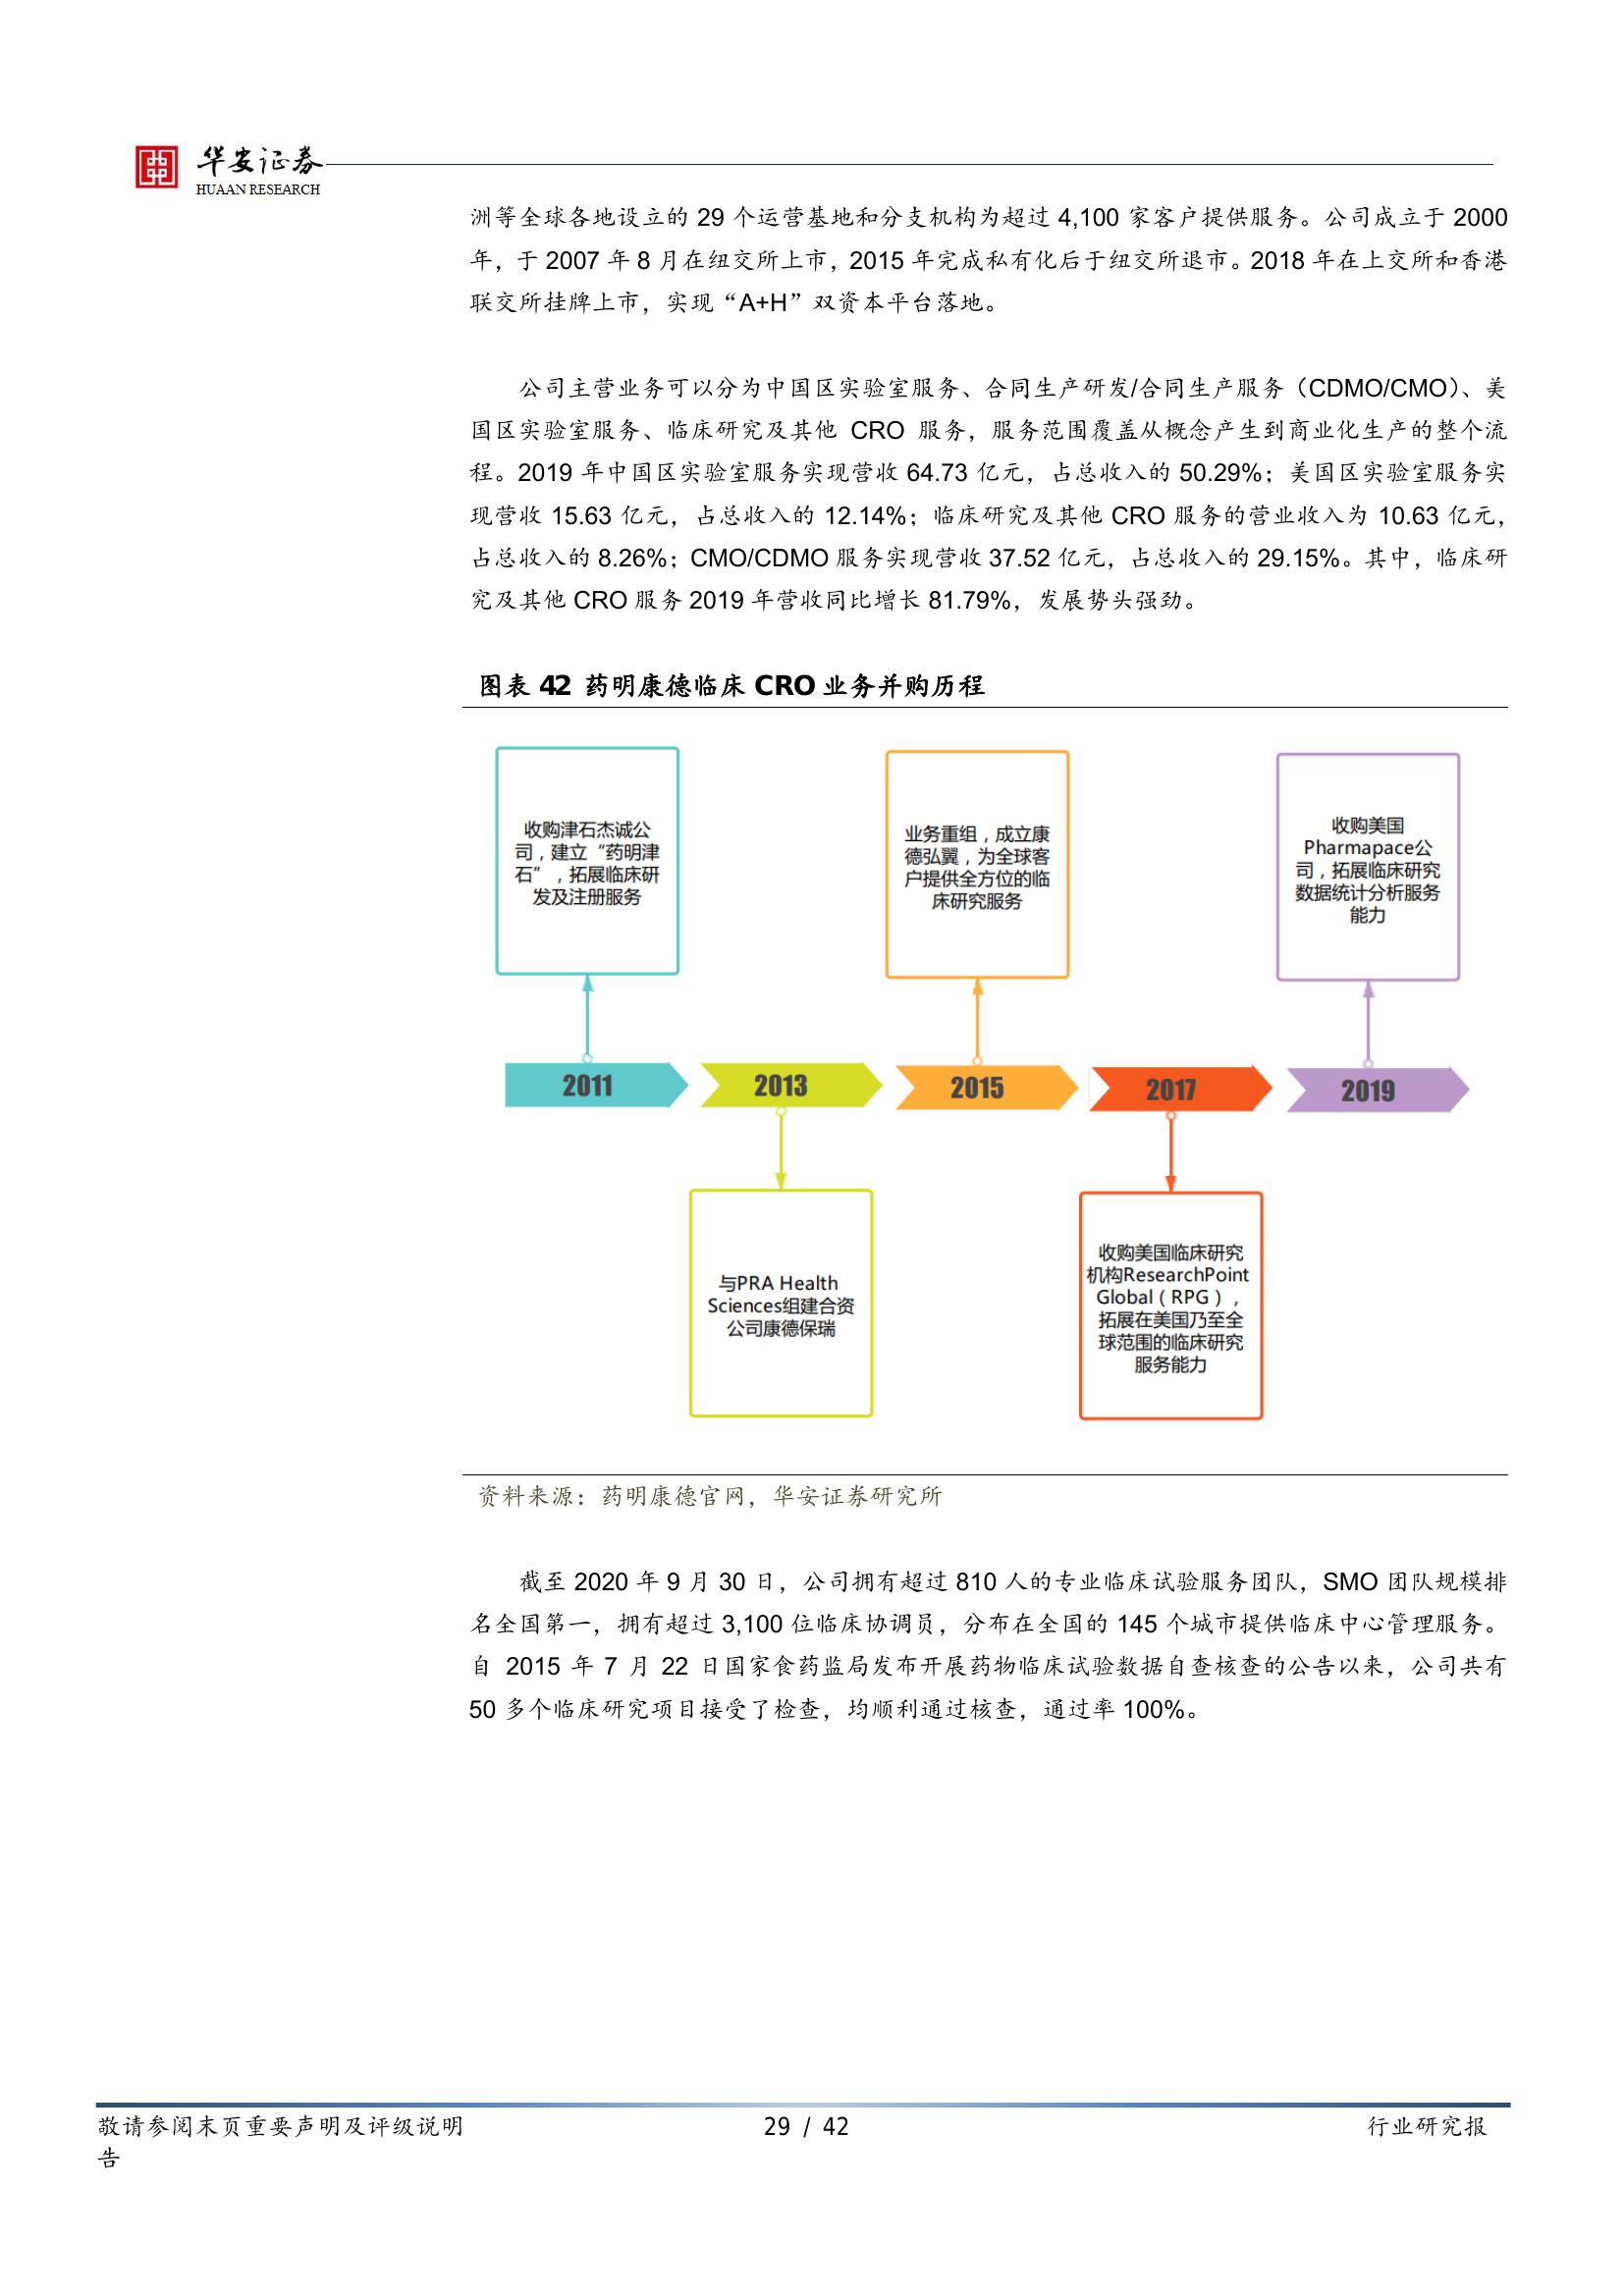 华安证券
HUAAN RESEARCH
洲等全球各地设立的 29 个运营基地和分支机构为超过 4,100 家客户提供服务。公司成立于 2000
年，于 2007 年 8 月在纽交所上市，2015 年完成私有化后于纽交所退市。2018 年在上交所和香港
联交所挂牌上市，实现“A+H”双资本平台落地。
公司主营业务可以分为中国区实验室服务、合同生产研发/合同生产服务（CDMO/CMO）、美
国区实验室服务、临床研究及其他 CRO 服务，服务范围覆盖从概念产生到商业化生产的整个流
程。2019 年中国区实验室服务实现营收 64.73 亿元，占总收入的 50.29%；美国区实验室服务实
现营收 15.63 亿元，占总收入的 12.14%；临床研究及其他 CRO 服务的营业收入为 10.63 亿元，
占总收入的 8.26%；CMO/CDMO 服务实现营收 37.52 亿元，占总收入的 29.15%。其中，临床研
究及其他 CRO 服务 2019 年营收同比增长 81.79%，发展势头强劲。
图表 42 药明康德临床 CRO 业务并购历程
收购津石杰诚公
司，建立“药明津
石”，拓展临床研
发及注册服务
业务重组，成立康
德弘翼，为全球客
户提供全方位的临
床研究服务
收购美国
Pharmapace公
司，拓展临床研究
数据统计分析服务
能力
2011
2013
2015
2017
2019
与PRA Health
Sciences组建合资
公司康德保瑞
收购美国临床研究
机构ResearchPoint
Global（RPG），
拓展在美国乃至全
球范围的临床研究
服务能力
资料来源：药明康德官网，华安证券研究所
截至 2020 年 9 月 30 日，公司拥有超过 810 人的专业临床试验服务团队，SMO 团队规模排
名全国第一，拥有超过 3,100 位临床协调员，分布在全国的 145 个城市提供临床中心管理服务。
自 2015 年 7 月 22 日国家食药监局发布开展药物临床试验数据自查核查的公告以来，公司共有
50 多个临床研究项目接受了检查，均顺利通过核查，通过率 100%。
敬请参阅末页重要声明及评级说明 29 / 42 行业研究报
告